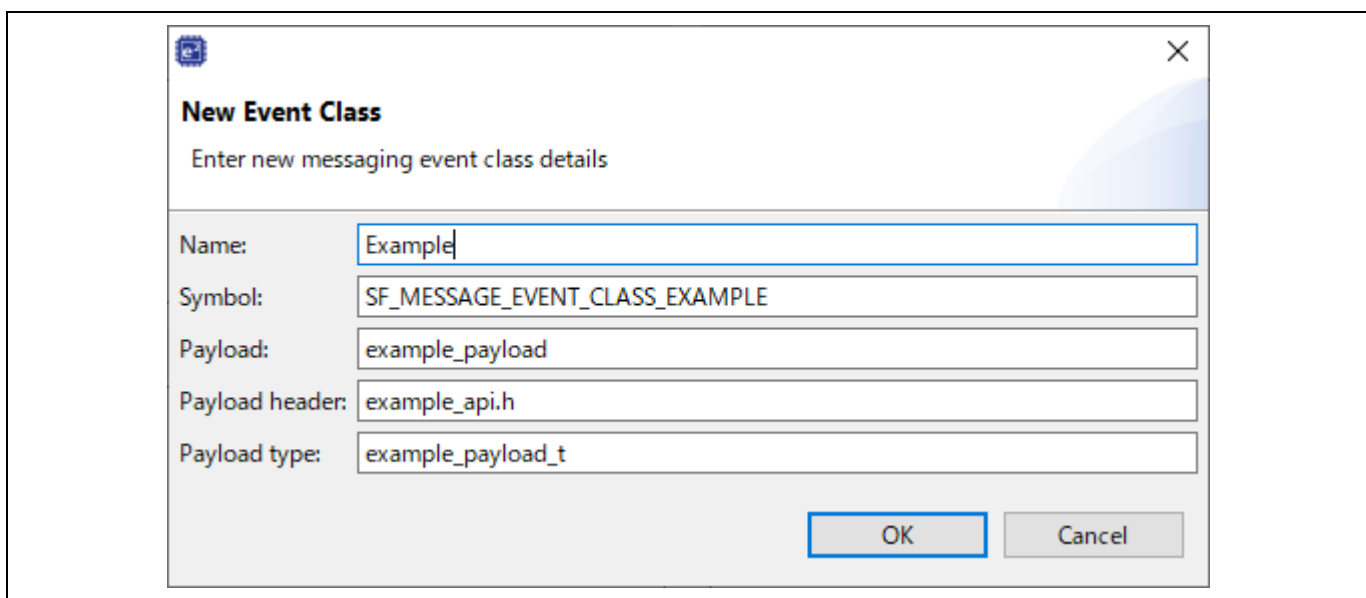 e²
New Event Class
Enter new messaging event class details
Name: Example
Symbol: SF_MESSAGE_EVENT_CLASS_EXAMPLE
Payload: example_payload
Payload header: example_api.h
Payload type: example_payload_t
OK Cancel